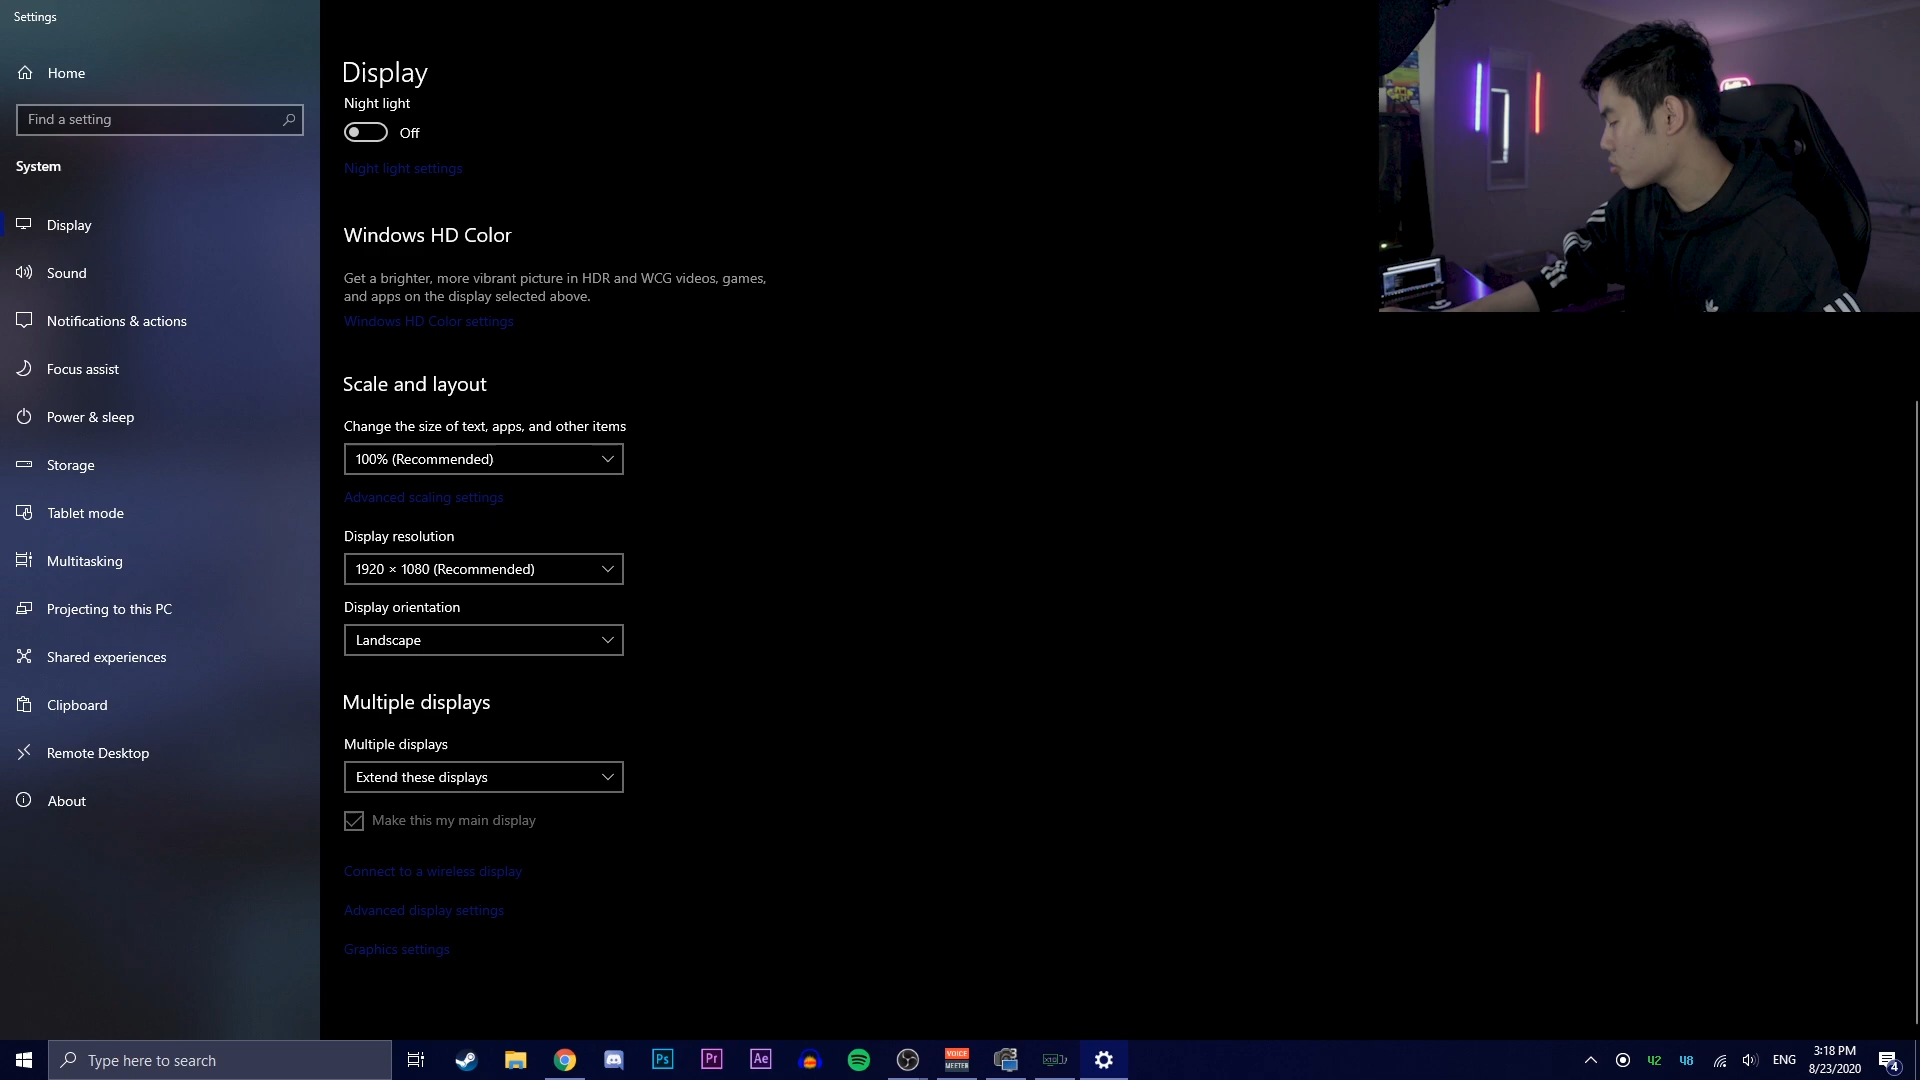 Settings
Home
Find a setting
System
Display
Sound
Notifications & actions
Focus assist
Power & sleep
Storage
Tablet mode
Multitasking
Projecting to this PC
Shared experiences
Clipboard
Remote Desktop
About
Display
Night light
Off
Night light settings
Windows HD Color
Get a brighter, more vibrant picture in HDR and WCG videos, games,
and apps on the display selected above.
Windows HD Color settings
Scale and layout
Change the size of text, apps, and other items
100% (Recommended)
Advanced scaling settings
Display resolution
1920 × 1080 (Recommended)
Display orientation
Landscape
Multiple displays
Multiple displays
Extend these displays
Make this my main display
Connect to a wireless display
Advanced display settings
Graphics settings
Type here to search
Ps
Pr
Ae
VOICE
MEETER
42
48
ENG
3:18 PM
8/23/2020
4